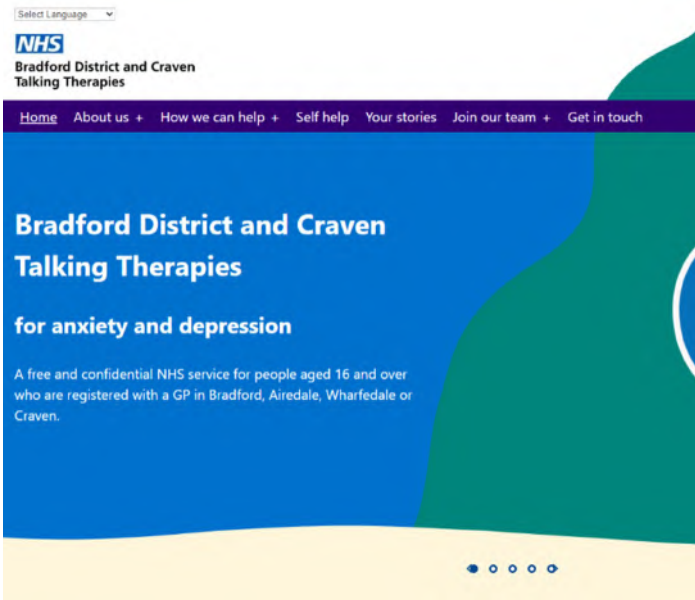 Select Language
NHS
Bradford District and Craven
Talking Therapies
Home About us + How we can help + Self help Your stories Join our team + Get in touch
Bradford District and Craven
Talking Therapies
for anxiety and depression
A free and confidential NHS service for people aged 16 and over
who are registered with a GP in Bradford, Airedale, Wharfedale or
Craven.